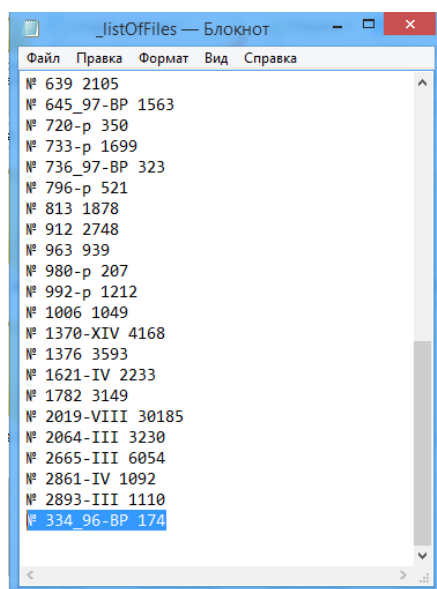 _listOfFiles — Блокнот
Файл Правка Формат Вид Справка
№ 639 2105
№ 645_97-ВР 1563
№ 720-р 350
№ 733-р 1699
№ 736_97-ВР 323
№ 796-р 521
№ 813 1878
№ 912 2748
№ 963 939
№ 980-р 207
№ 992-р 1212
№ 1006 1049
№ 1370-XIV 4168
№ 1376 3593
№ 1621-IV 2233
№ 1782 3149
№ 2019-VIII 30185
№ 2064-III 3230
№ 2665-III 6054
№ 2861-IV 1092
№ 2893-III 1110
№ 334_96-ВР 174